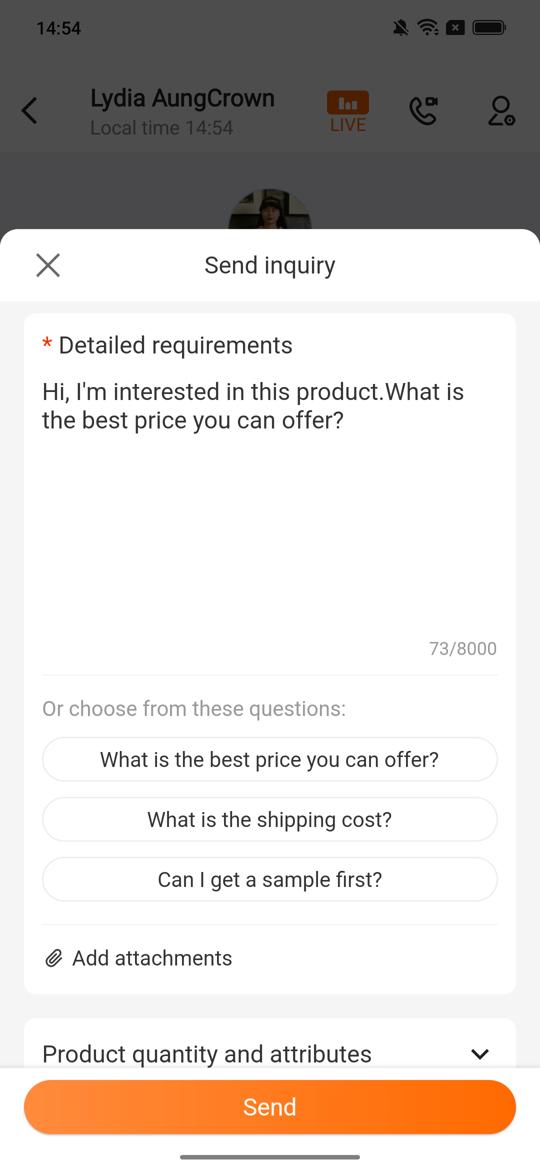 14:54
Lydia AungCrown
Local time 14:54
LIVE
Send inquiry
* Detailed requirements
Hi, I'm interested in this product.What is
the best price you can offer?
73/8000
Or choose from these questions:
What is the best price you can offer?
What is the shipping cost?
Can I get a sample first?
Add attachments
Product quantity and attributes
Send